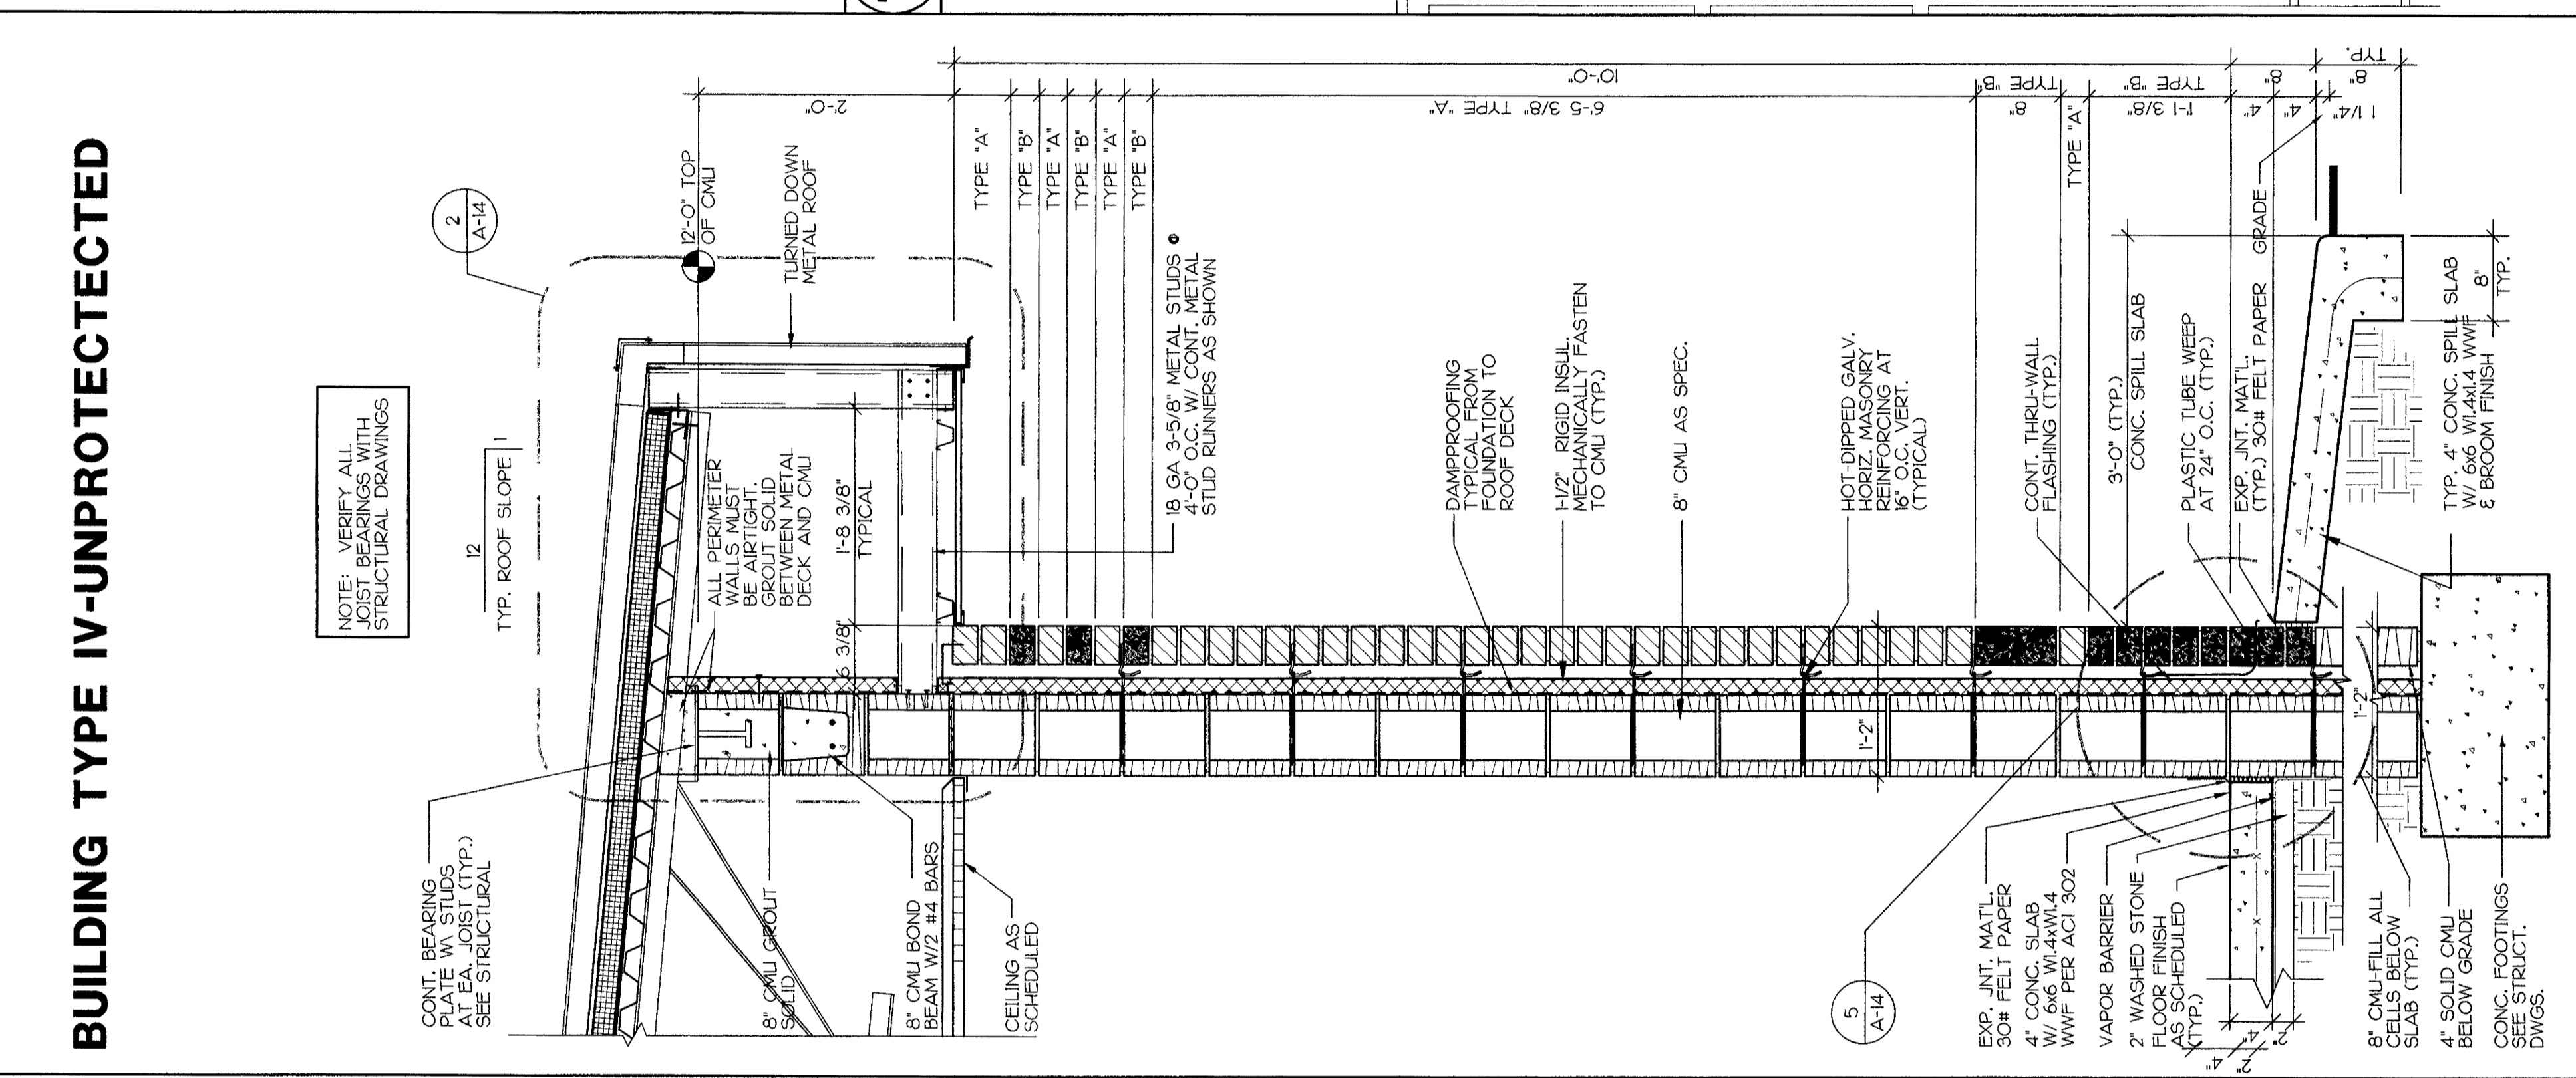 BUILDING TYPE IV-UNPROTECTECTED
NOTE: VERIFY ALL
JOIST BEARINGS WITH
STRUCTURAL DRAWINGS
12
1
TYP. ROOF SLOPE
2
A-14
12'-0" TOP
OF CMU
TURNED DOWN
METAL ROOF
2'-0"
10'-0"
CONT. BEARING
PLATE W\ STUDS
AT EA. JOIST (TYP.)
SEE STRUCTURAL
ALL PERIMETER
WALLS MUST
BE AIRTIGHT.
GROUT SOLID
BETWEEN METAL
DECK AND CMU
1'-8 3/8"
TYPICAL
6 3/8"
8" CMU GROUT
SOLID
8" CMU BOND
BEAM W/2 #4 BARS
CEILING AS
SCHEDULED
TYPE "A"
TYPE "B"
TYPE "A"
TYPE "B"
TYPE "A"
TYPE "B"
6'-5 3/8" TYPE "A"
18 GA 3-5/8" METAL STUDS @
4'-0" O.C. W/ CONT. METAL
STUD RUNNERS AS SHOWN
DAMPPROOFING
TYPICAL FROM
FOUNDATION TO
ROOF DECK
1-1/2" RIGID INSUL.
MECHANICALLY FASTEN
TO CMU (TYP.)
8" CMU AS SPEC.
HOT-DIPPED GALV.
HORIZ. MASONRY
REINFORCING AT
16" O.C. VERT.
(TYPICAL)
1'-2"
CONT. THRU-WALL
FLASHING (TYP.)
3'-0" (TYP.)
CONC. SPILL SLAB
PLASTIC TUBE WEEP
AT 24" O.C. (TYP.)
EXP. JNT. MAT'L.
(TYP.) 30# FELT PAPER
GRADE
8"
TYPE "B"
TYPE "A"
1'-1 3/8"
TYPE "B"
4"
8"
4"
1 1/4"
8"
TYP.
TYP. 4" CONC. SPILL SLAB
W/ 6x6 W1.4x1.4 WWF
& BROOM FINISH
8"
TYP.
5
A-14
EXP. JNT. MAT'L.
30# FELT PAPER
4" CONC. SLAB
W/ 6x6 W1.4xW1.4
WWF PER ACI 302
VAPOR BARRIER
2" WASHED STONE
FLOOR FINISH
AS SCHEDULED
(TYP.)
4"
2"
4"
2"
1'-2"
8" CMU-FILL ALL
CELLS BELOW
SLAB (TYP.)
4" SOLID CMU
BELOW GRADE
CONC. FOOTINGS
SEE STRUCT.
DWGS.